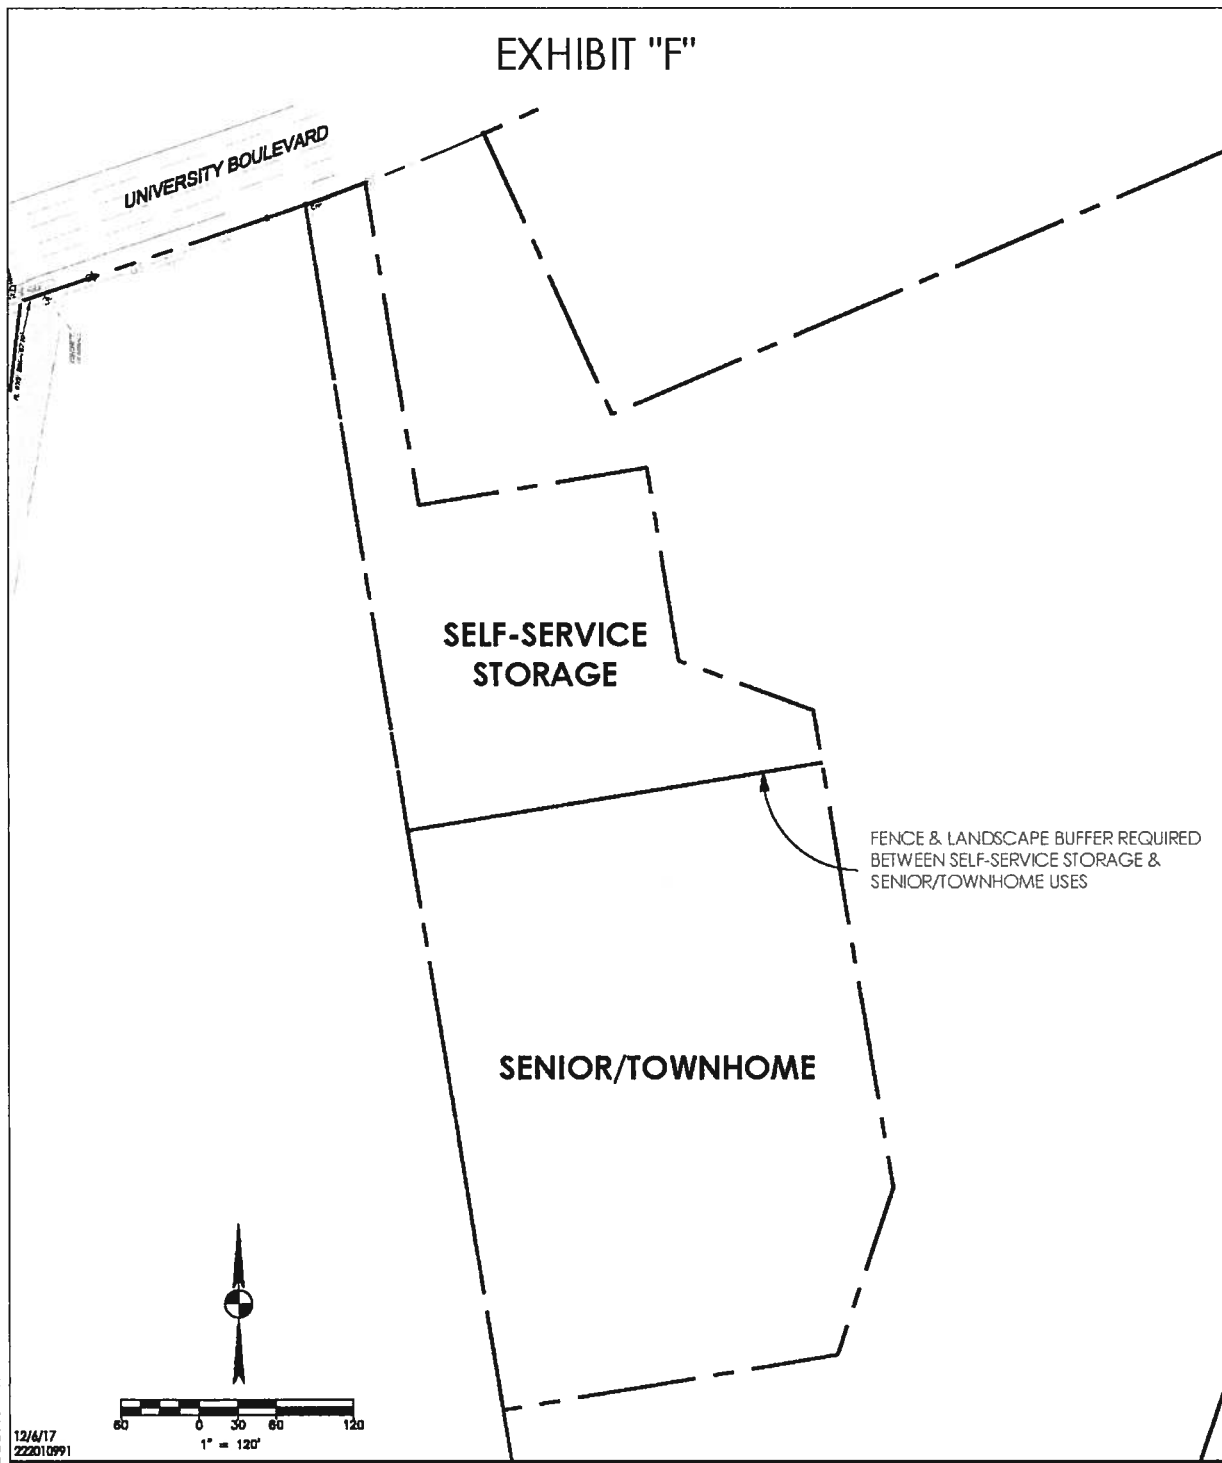 EXHIBIT "F"
UNIVERSITY BOULEVARD
SELF-SERVICE
STORAGE
FENCE & LANDSCAPE BUFFER REQUIRED
BETWEEN SELF-SERVICE STORAGE &
SENIOR/TOWNHOME USES
SENIOR/TOWNHOME
60 0 30 60 120
1" = 120'
12/6/17
222010991